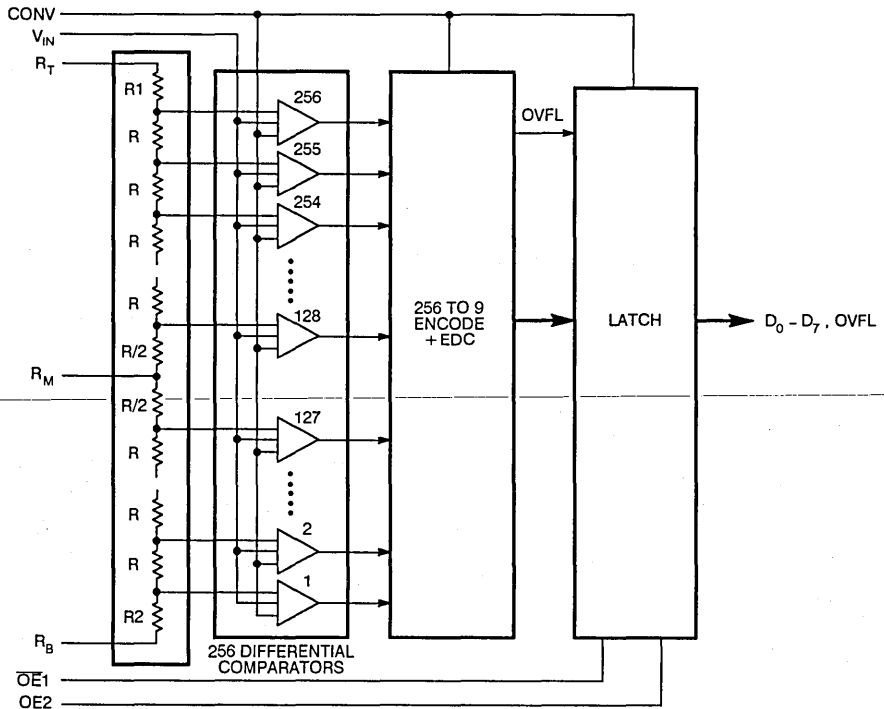 CONV
V_IN
R_T
R1
256
OVFL
R
255
R
254
R
R
128
256 TO 9
ENCODE
+EDC
LATCH
D_0 – D_7 , OVFL
R/2
R_M
R/2
127
R
R
2
R
1
R2
R_B
256 DIFFERENTIAL
COMPARATORS
O̅E̅1
OE2